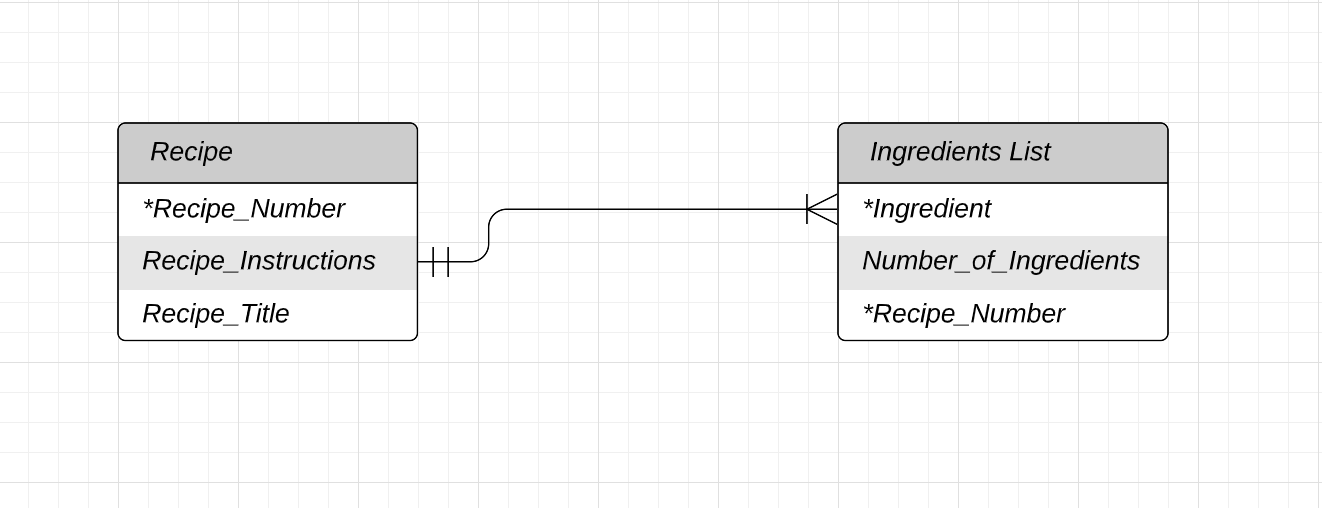 Recipe
*Recipe_Number
Recipe_Instructions
Recipe_Title
Ingredients List
*Ingredient
Number_of_Ingredients
*Recipe_Number